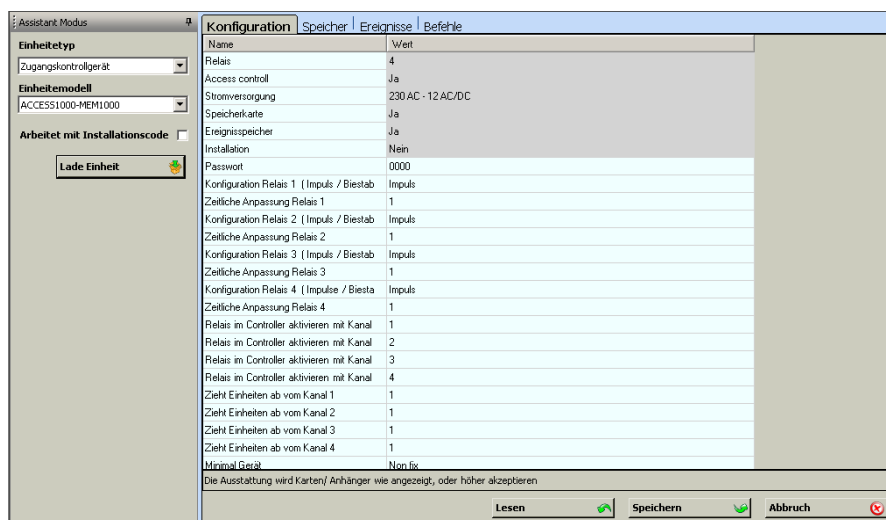 Assistant Modus
Einheitetyp
Zugangskontrollgerät
Einheitemodell
ACCESS1000-MEM1000
Arbeitet mit Installationscode
Lade Einheit
Konfiguration Speicher Ereignisse Befehle
Name Wert
Relais 4
Access controll Ja
Stromversorgung 230 AC - 12 AC/DC
Speicherkarte Ja
Ereignisspeicher Ja
Installation Nein
Passwort 0000
Konfiguration Relais 1 ( Impuls / Biestab Impuls
Zeitliche Anpassung Relais 1 1
Konfiguration Relais 2 ( Impuls / Biestab Impuls
Zeitliche Anpassung Relais 2 1
Konfiguration Relais 3 ( Impuls / Biestab Impuls
Zeitliche Anpassung Relais 3 1
Konfiguration Relais 4 ( Impulse / Biesta Impuls
Zeitliche Anpassung Relais 4 1
Relais im Controller aktivieren mit Kanal 1
Relais im Controller aktivieren mit Kanal 2
Relais im Controller aktivieren mit Kanal 3
Relais im Controller aktivieren mit Kanal 4
Zieht Einheiten ab vom Kanal 1 1
Zieht Einheiten ab vom Kanal 2 1
Zieht Einheiten ab vom Kanal 3 1
Zieht Einheiten ab vom Kanal 4 1
Minimal Gerät Non fix
Die Ausstattung wird Karten/ Anhänger wie angezeigt, oder höher akzeptieren
Lesen Speichern Abbruch